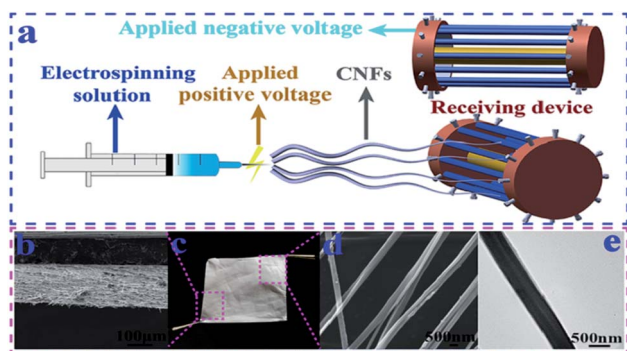 a
Applied negative voltage
Electrospinning
solution
Applied
positive voltage
CNFs
Receiving device
b
c
d
e
100μm
500nm
500nm